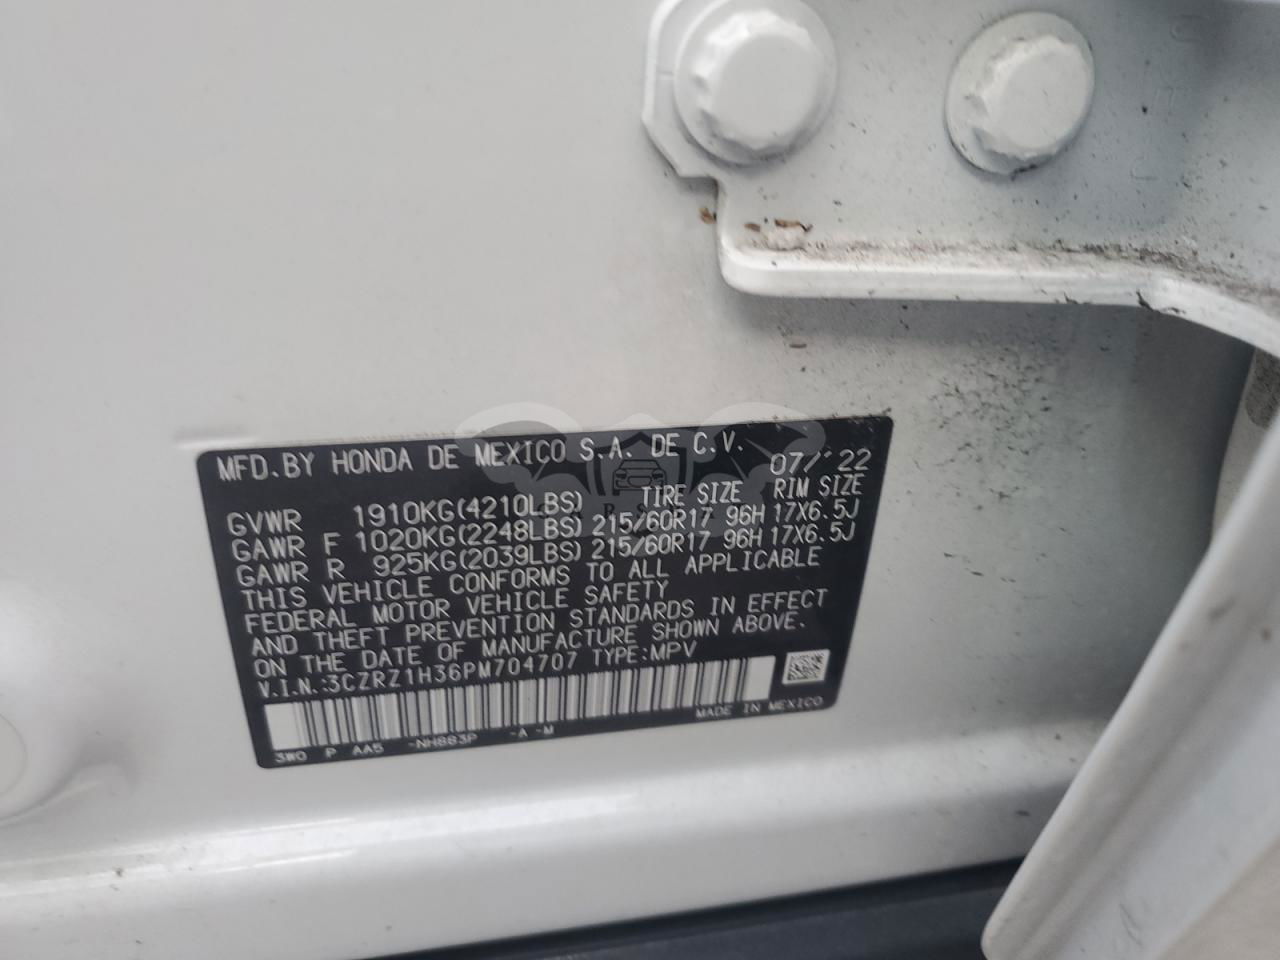 MFD.BY HONDA DE MEXICO S.A. DE C.V.
07/'22
TIRE SIZE RIM SIZE
GVWR 1910KG(4210LBS)
GAWR F 1020KG(2248LBS) 215/60R17 96H 17X6.5J
GAWR R 925KG(2039LBS) 215/60R17 96H 17X6.5J
THIS VEHICLE CONFORMS TO ALL APPLICABLE
FEDERAL MOTOR VEHICLE SAFETY
AND THEFT PREVENTION STANDARDS IN EFFECT
ON THE DATE OF MANUFACTURE SHOWN ABOVE.
V.I.N.:3CZRZ1H36PM704707 TYPE:MPV
MADE IN MEXICO
3W0 P AA5 -NH883P -A -M